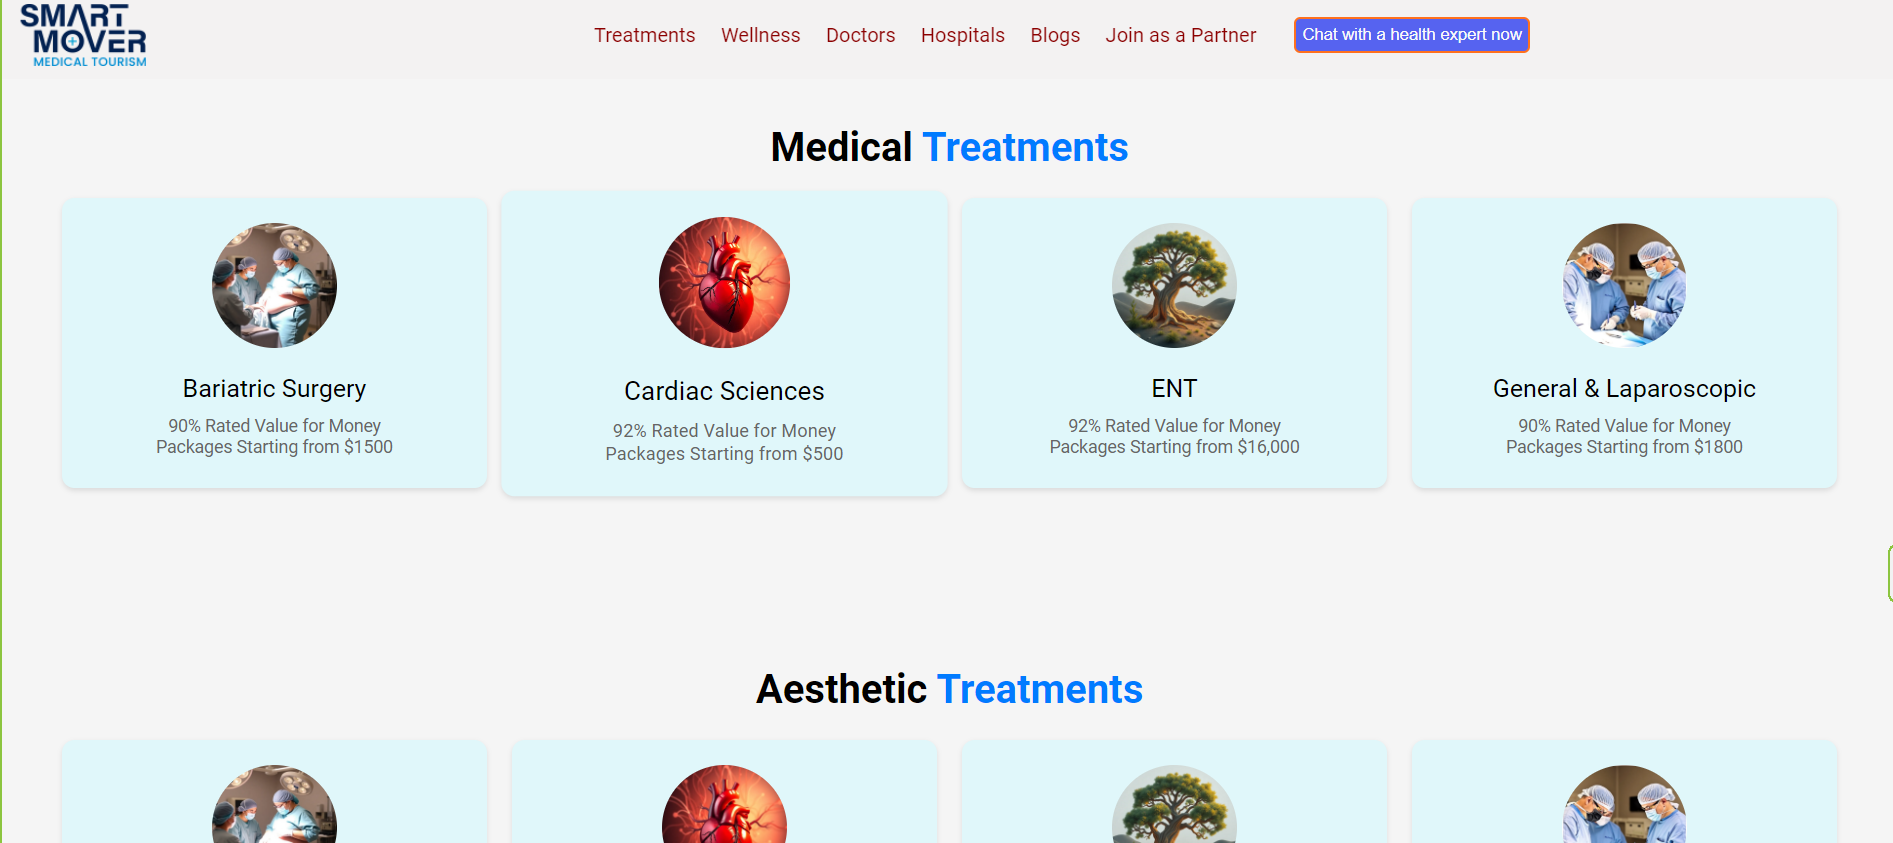 SMART
MOVER
MEDICAL TOURISM
Treatments
Wellness
Doctors
Hospitals
Blogs
Join as a Partner
Chat with a health expert now
Medical Treatments
Bariatric Surgery
90% Rated Value for Money
Packages Starting from $1500
Cardiac Sciences
92% Rated Value for Money
Packages Starting from $500
ENT
92% Rated Value for Money
Packages Starting from $16,000
General & Laparoscopic
90% Rated Value for Money
Packages Starting from $1800
Aesthetic Treatments